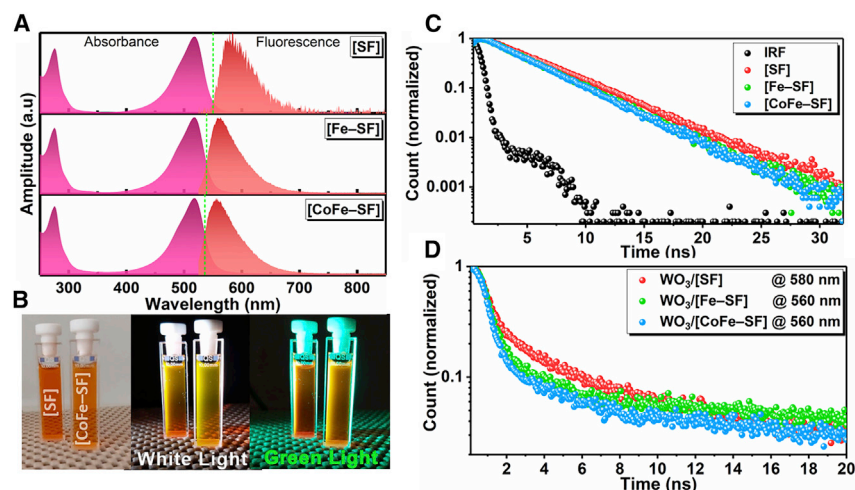 A
Absorbance
Fluorescence
[SF]
[Fe–SF]
[CoFe–SF]
Amplitude (a.u)
300 400 500 600 700 800
Wavelength (nm)
B
[SF]
[CoFe–SF]
White Light
Green Light
C
Count (normalized)
1
0.1
0.01
0.001
IRF
[SF]
[Fe–SF]
[CoFe–SF]
5 10 15 20 25 30
Time (ns)
D
Count (normalized)
1
0.1
WO₃/[SF] @ 580 nm
WO₃/[Fe–SF] @ 560 nm
WO₃/[CoFe–SF] @ 560 nm
2 4 6 8 10 12 14 16 18 20
Time (ns)